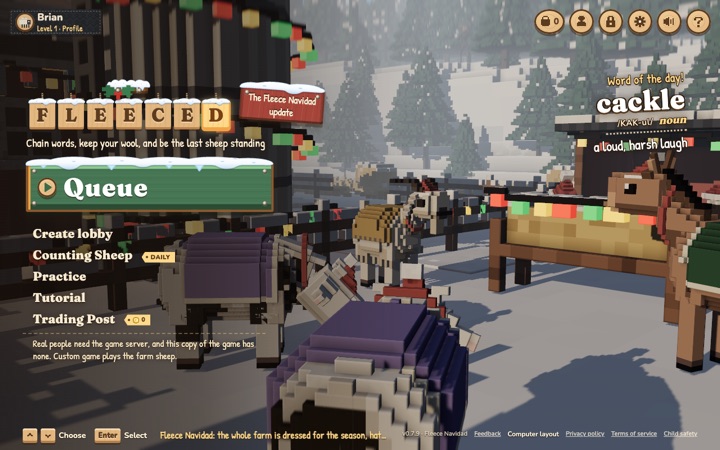 Brian
Level 1 · Profile
0
?
FLEECED
The Fleece Navidad
update
Chain words, keep your wool, and be the last sheep standing
Queue
Create lobby
Counting Sheep
DAILY
Practice
Tutorial
Trading Post
0
Real people need the game server, and this copy of the game has
none. Custom game plays the farm sheep.
Word of the day!
cackle
/KAK-uul/ noun
a loud, harsh laugh
Choose
Enter
Select
Fleece Navidad: the whole farm is dressed for the season, hat...
v0.7.9 · Fleece Navidad
Feedback
Computer layout
Privacy policy
Terms of service
Child safety